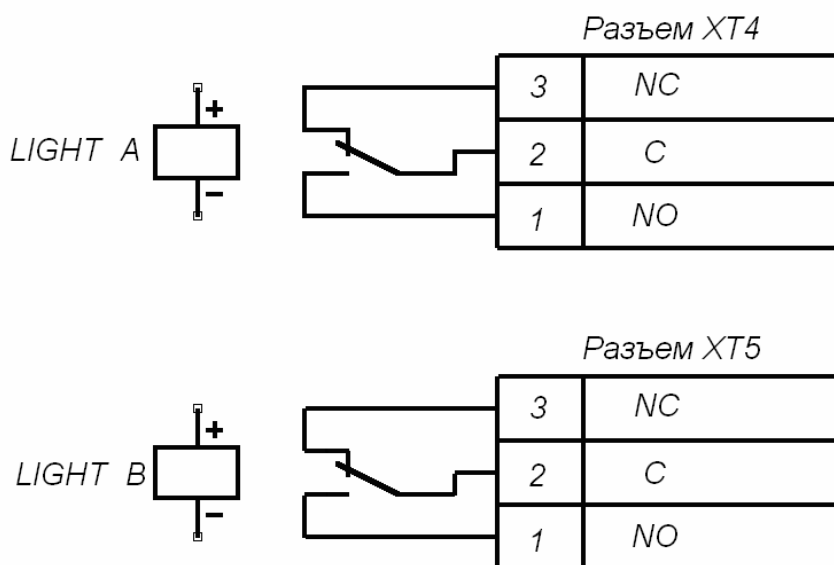 Разъем XT4
3 NC
LIGHT A + -
2 C
1 NO
Разъем XT5
3 NC
LIGHT B + -
2 C
1 NO